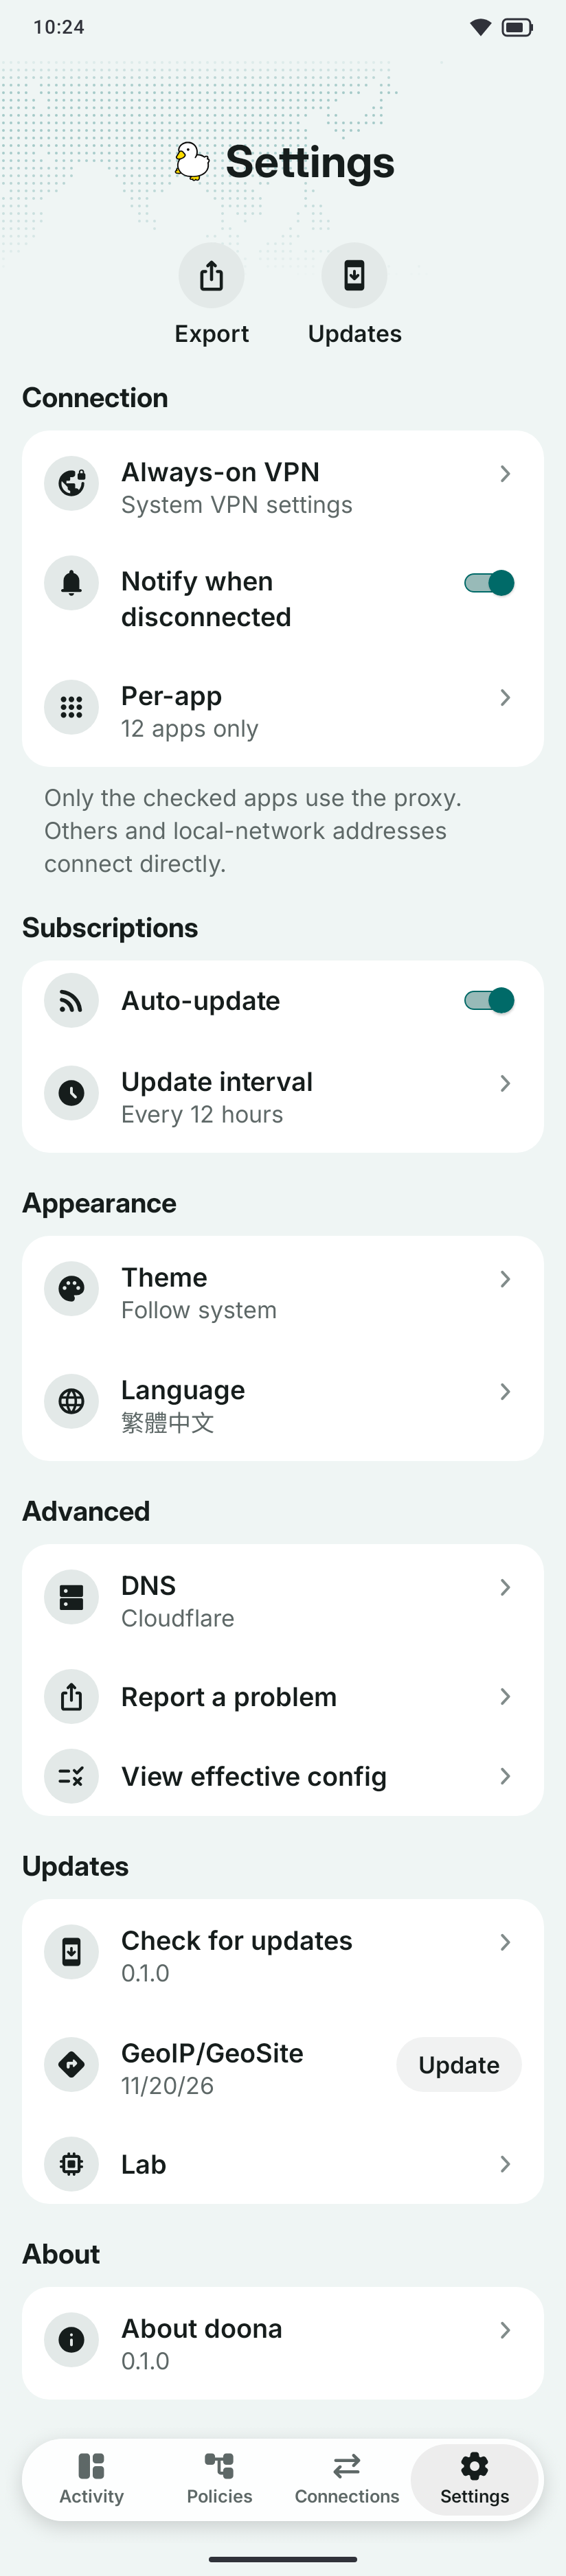 10:24
Settings
Export
Updates
Connection
Always-on VPN
System VPN settings
Notify when
disconnected
Per-app
12 apps only
Only the checked apps use the proxy.
Others and local-network addresses
connect directly.
Subscriptions
Auto-update
Update interval
Every 12 hours
Appearance
Theme
Follow system
Language
繁體中文
Advanced
DNS
Cloudflare
Report a problem
View effective config
Updates
Check for updates
0.1.0
GeoIP/GeoSite
11/20/26
Update
Lab
About
About doona
0.1.0
Activity
Policies
Connections
Settings